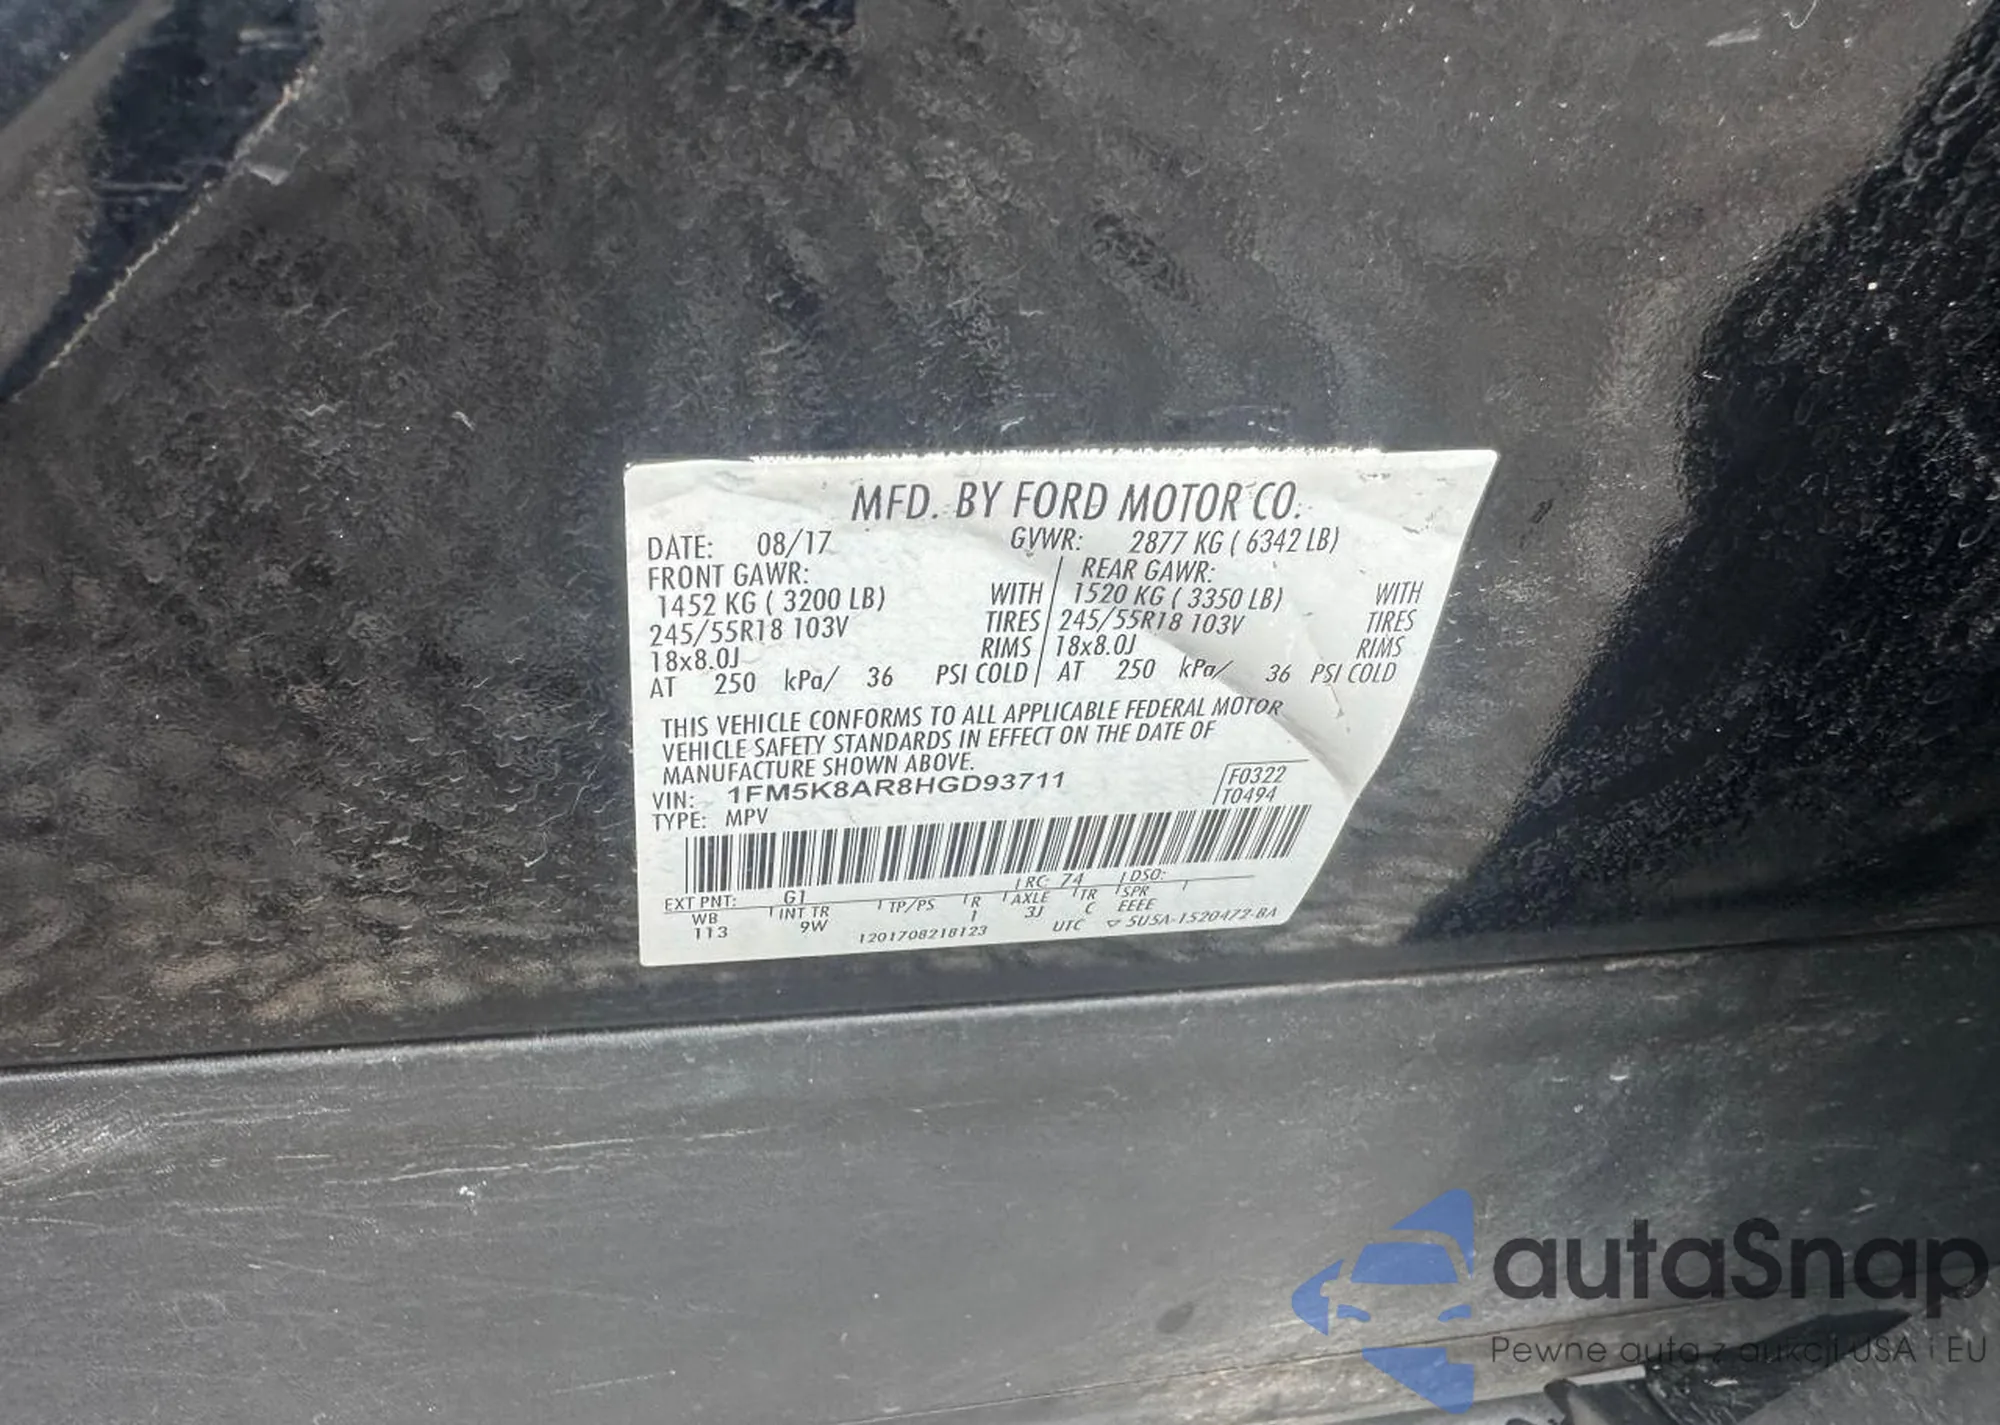 MFD. BY FORD MOTOR CO.
DATE: 08/17 GVWR: 2877 KG ( 6342 LB)
FRONT GAWR: REAR GAWR:
1452 KG ( 3200 LB) WITH 1520 KG ( 3350 LB) WITH
245/55R18 103V TIRES 245/55R18 103V TIRES
18x8.0J RIMS 18x8.0J RIMS
AT 250 kPa/ 36 PSI COLD AT 250 kPa/ 36 PSI COLD
THIS VEHICLE CONFORMS TO ALL APPLICABLE FEDERAL MOTOR
VEHICLE SAFETY STANDARDS IN EFFECT ON THE DATE OF
MANUFACTURE SHOWN ABOVE.
VIN: 1FM5K8AR8HGD93711 F0322
TYPE: MPV T0494
EXT PNT: G1 RC: 74 DSO:
WB INT TR TP/PS R AXLE TR SPR
113 9W 1 3J C EEEE
1201708218123 UTC 5U5A-1520472-BA
autaSnap
Pewne auta z aukcji USA i EU